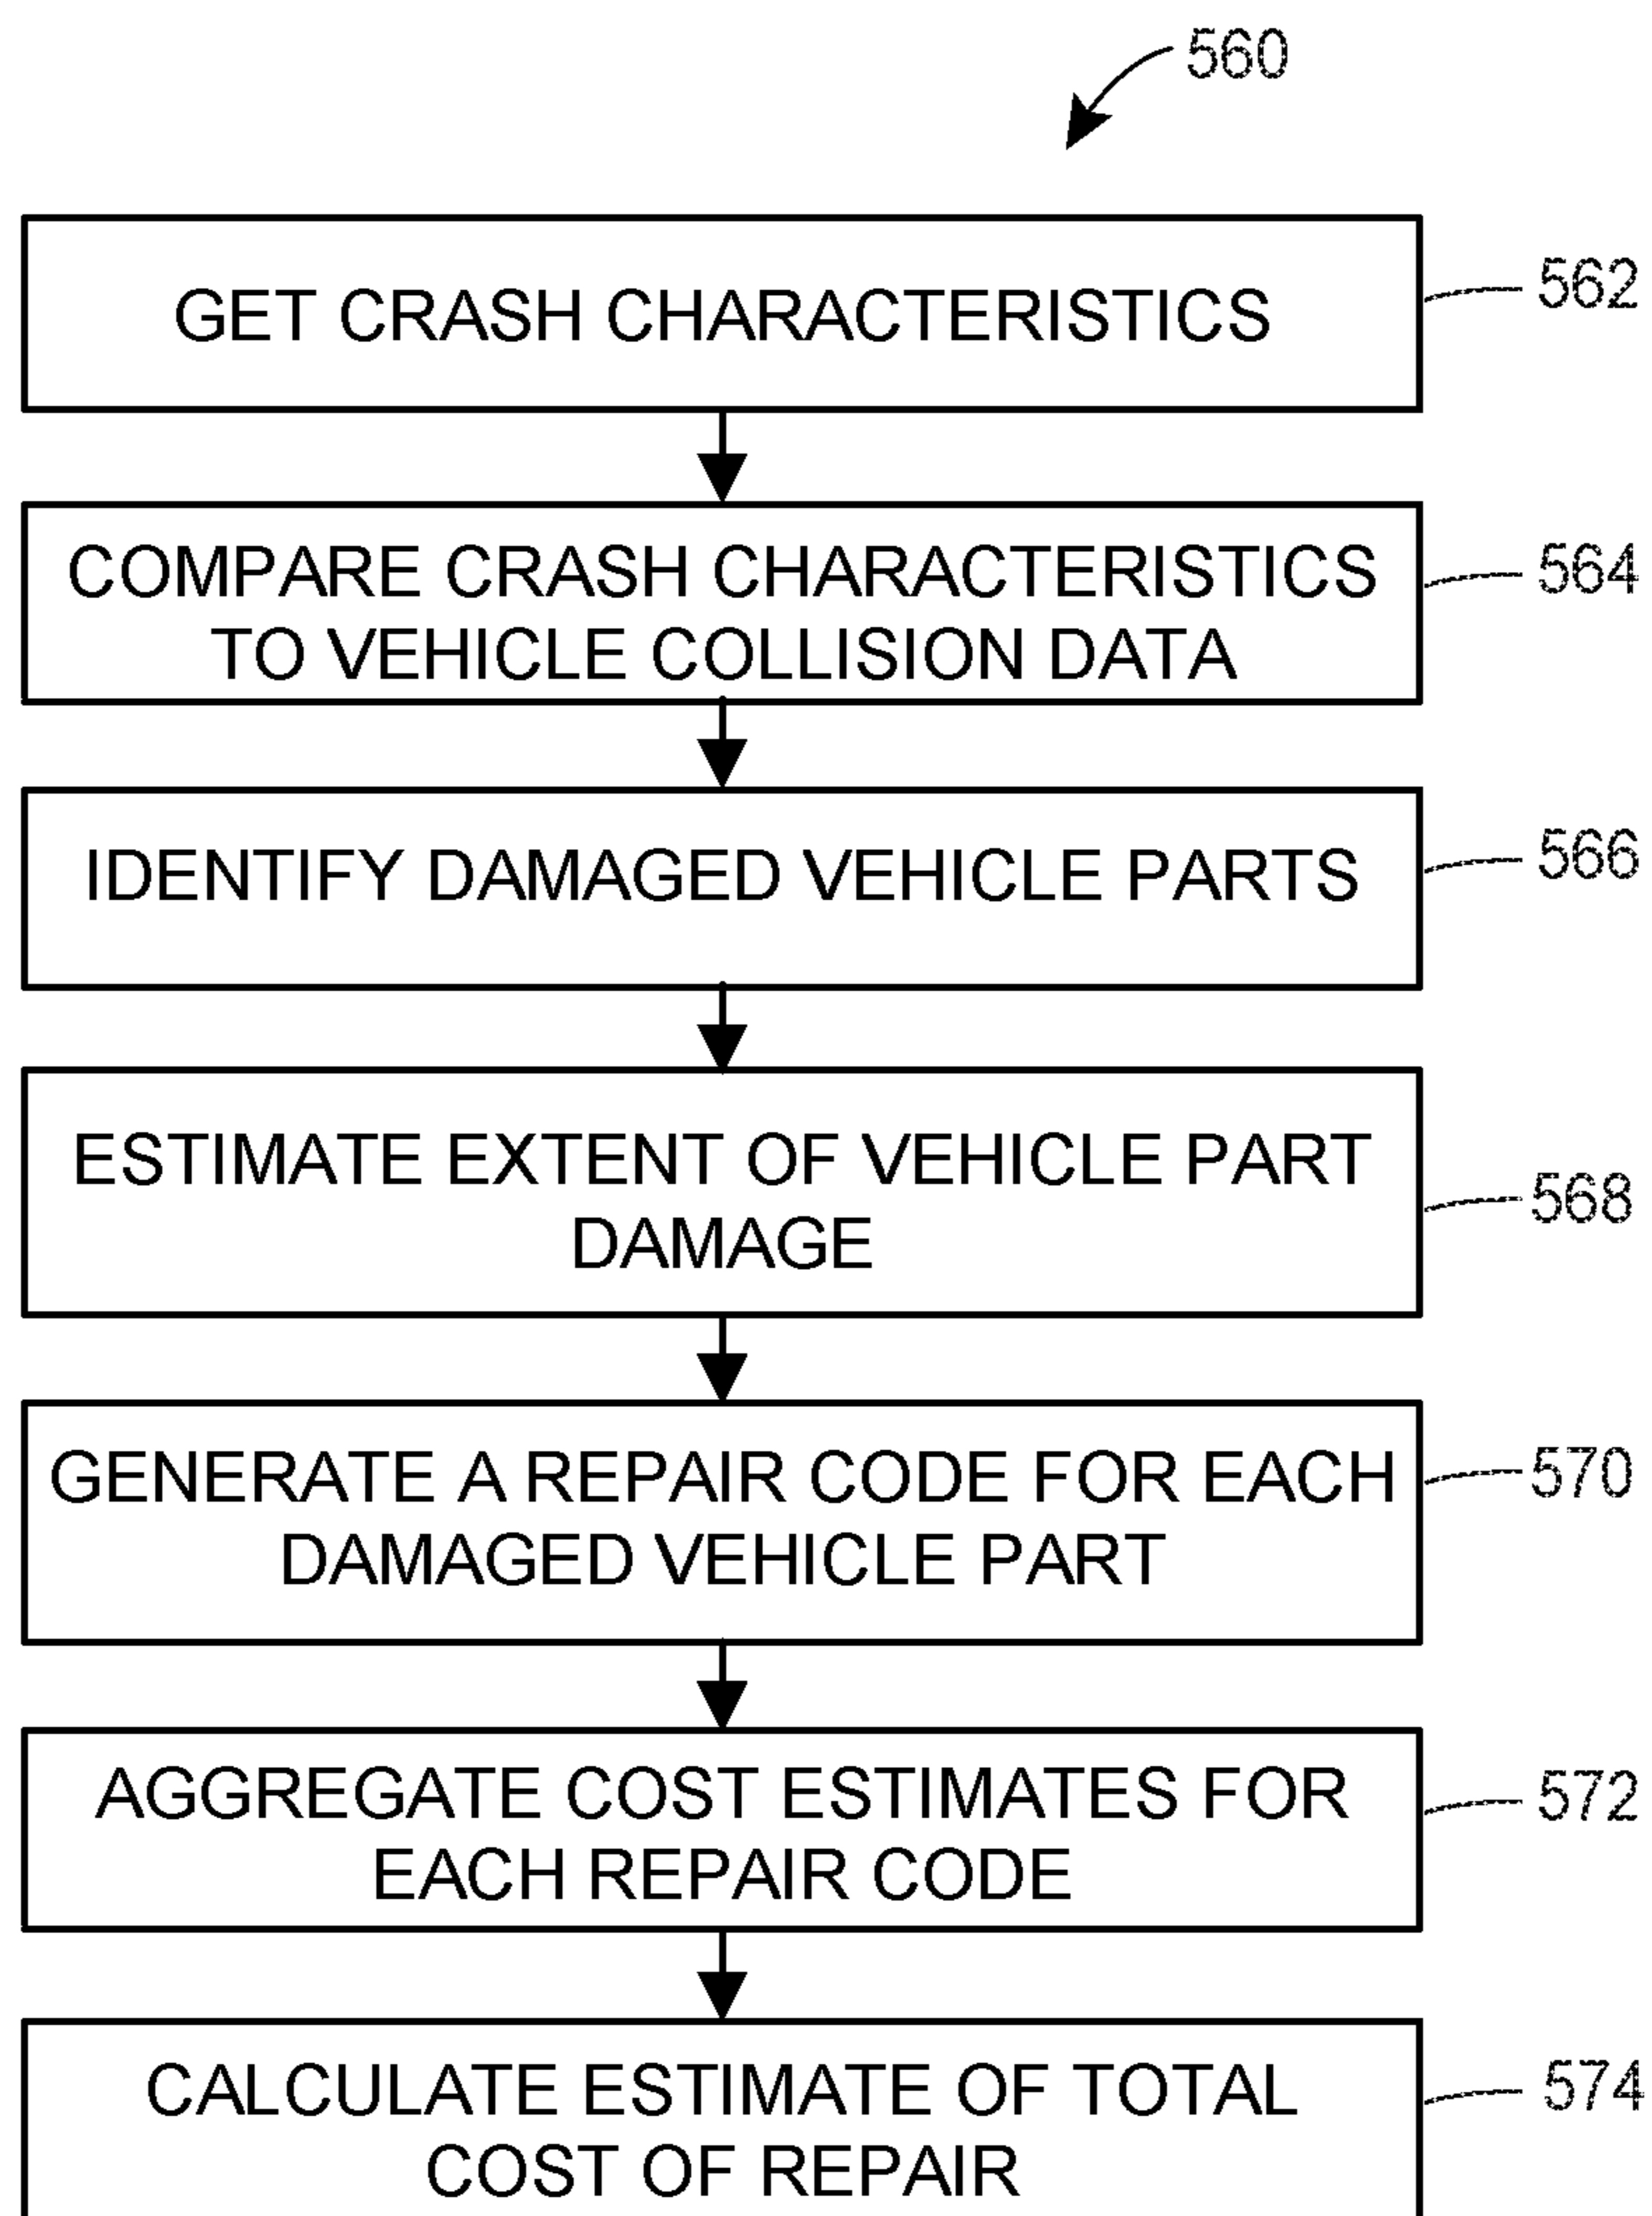 560
GET CRASH CHARACTERISTICS
562
COMPARE CRASH CHARACTERISTICS
TO VEHICLE COLLISION DATA
564
IDENTIFY DAMAGED VEHICLE PARTS
566
ESTIMATE EXTENT OF VEHICLE PART
DAMAGE
568
GENERATE A REPAIR CODE FOR EACH
DAMAGED VEHICLE PART
570
AGGREGATE COST ESTIMATES FOR
EACH REPAIR CODE
572
CALCULATE ESTIMATE OF TOTAL
COST OF REPAIR
574